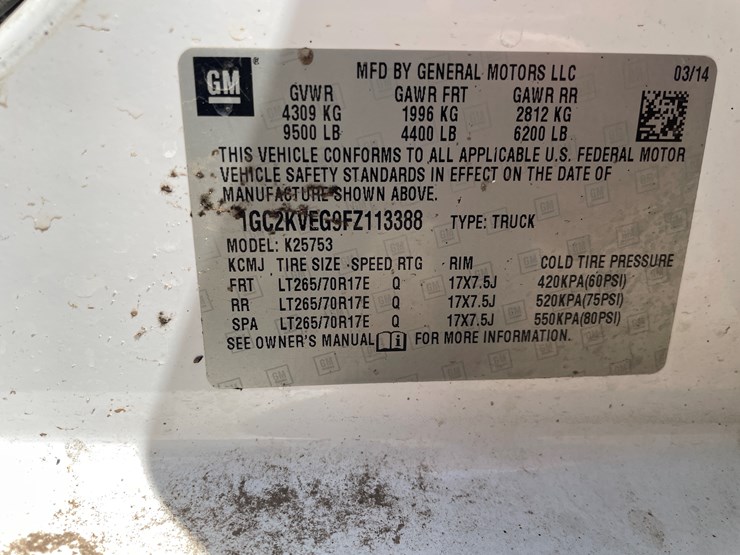 GM ® MFD BY GENERAL MOTORS LLC 03/14
GVWR GAWR FRT GAWR RR
4309 KG 1996 KG 2812 KG
9500 LB 4400 LB 6200 LB
THIS VEHICLE CONFORMS TO ALL APPLICABLE U.S. FEDERAL MOTOR
VEHICLE SAFETY STANDARDS IN EFFECT ON THE DATE OF
MANUFACTURE SHOWN ABOVE.
1GC2KVEG9FZ113388 TYPE: TRUCK
MODEL: K25753
KCMJ TIRE SIZE SPEED RTG RIM COLD TIRE PRESSURE
FRT LT265/70R17E Q 17X7.5J 420KPA(60PSI)
RR LT265/70R17E Q 17X7.5J 520KPA(75PSI)
SPA LT265/70R17E Q 17X7.5J 550KPA(80PSI)
SEE OWNER'S MANUAL i FOR MORE INFORMATION.